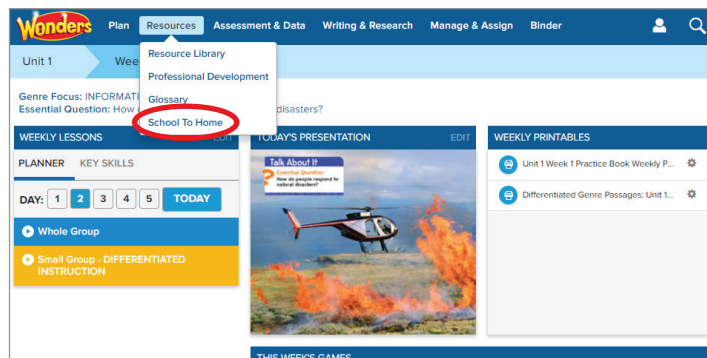 Wonders Plan Resources Assessment & Data Writing & Research Manage & Assign Binder
Resource Library
Professional Development
Glossary
School To Home
Unit 1 Wee
Genre Focus: INFORMATI
Essential Question: How disasters?
WEEKLY LESSONS
PLANNER KEY SKILLS
DAY: 1 2 3 4 5 TODAY
Whole Group
Small Group - DIFFERENTIATED
INSTRUCTION
TODAY'S PRESENTATION EDIT
Talk About It
Essential Question
How do people respond to
natural disasters?
WEEKLY PRINTABLES
Unit 1 Week 1 Practice Book Weekly P...
Differentiated Genre Passages: Unit 1...
THIS WEEK'S GAMES